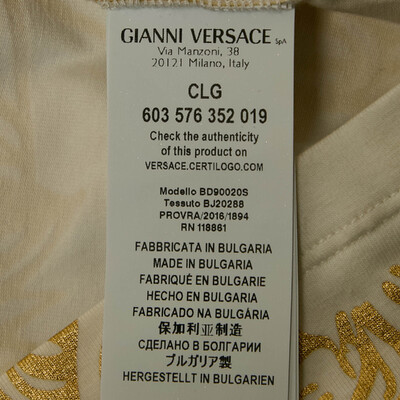 GIANNI VERSACE SpA
Via Manzoni, 38
20121 Milano, Italy
CLG
603 576 352 019
Check the authenticity
of this product on
VERSACE.CERTILOGO.COM
Modello BD90020S
Tessuto BJ20288
PROVRA/2016/1894
RN 118861
FABBRICATA IN BULGARIA
MADE IN BULGARIA
FABRIQUÉ EN BULGARIE
HECHO EN BULGARIA
FABRICADO NA BULGÁRIA
保加利亚制造
СДЕЛАНО В БОЛГАРИИ
ブルガリア製
HERGESTELLT IN BULGARIEN